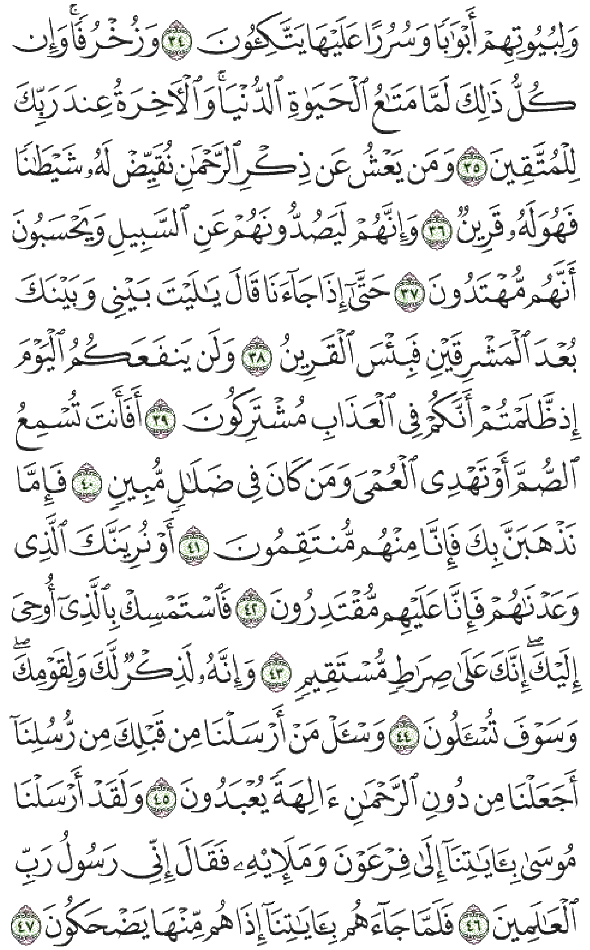 وَلِبُيُوتِهِمْ أَبْوَٰبًا وَسُرُرًا عَلَيْهَا يَتَّكِـُٔونَ ٣٤ وَزُخْرُفًا ۚ وَإِن
كُلُّ ذَٰلِكَ لَمَّا مَتَـٰعُ ٱلْحَيَوٰةِ ٱلدُّنْيَا ۚ وَٱلْـَٔاخِرَةُ عِندَ رَبِّكَ
لِلْمُتَّقِينَ ٣٥ وَمَن يَعْشُ عَن ذِكْرِ ٱلرَّحْمَـٰنِ نُقَيِّضْ لَهُۥ شَيْطَـٰنًا
فَهُوَ لَهُۥ قَرِينٌ ٣٦ وَإِنَّهُمْ لَيَصُدُّونَهُمْ عَنِ ٱلسَّبِيلِ وَيَحْسَبُونَ
أَنَّهُم مُّهْتَدُونَ ٣٧ حَتَّىٰٓ إِذَا جَآءَنَا قَالَ يَـٰلَيْتَ بَيْنِى وَبَيْنَكَ
بُعْدَ ٱلْمَشْرِقَيْنِ فَبِئْسَ ٱلْقَرِينُ ٣٨ وَلَن يَنفَعَكُمُ ٱلْيَوْمَ
إِذ ظَّلَمْتُمْ أَنَّكُمْ فِى ٱلْعَذَابِ مُشْتَرِكُونَ ٣٩ أَفَأَنتَ تُسْمِعُ
ٱلصُّمَّ أَوْ تَهْدِى ٱلْعُمْىَ وَمَن كَانَ فِى ضَلَـٰلٍ مُّبِينٍ ٤٠ فَإِمَّا
نَذْهَبَنَّ بِكَ فَإِنَّا مِنْهُم مُّنتَقِمُونَ ٤١ أَوْ نُرِيَنَّكَ ٱلَّذِى
وَعَدْنَـٰهُمْ فَإِنَّا عَلَيْهِم مُّقْتَدِرُونَ ٤٢ فَٱسْتَمْسِكْ بِٱلَّذِىٓ أُوحِىَ
إِلَيْكَ ۖ إِنَّكَ عَلَىٰ صِرَٰطٍ مُّسْتَقِيمٍ ٤٣ وَإِنَّهُۥ لَذِكْرٌ لَّكَ وَلِقَوْمِكَ ۖ
وَسَوْفَ تُسْـَٔلُونَ ٤٤ وَسْـَٔلْ مَنْ أَرْسَلْنَا مِن قَبْلِكَ مِن رُّسُلِنَآ
أَجَعَلْنَا مِن دُونِ ٱلرَّحْمَـٰنِ ءَالِهَةً يُعْبَدُونَ ٤٥ وَلَقَدْ أَرْسَلْنَا
مُوسَىٰ بِـَٔايَـٰتِنَآ إِلَىٰ فِرْعَوْنَ وَمَلَإِيْهِۦ فَقَالَ إِنِّى رَسُولُ رَبِّ
ٱلْعَـٰلَمِينَ ٤٦ فَلَمَّا جَآءَهُم بِـَٔايَـٰتِنَآ إِذَا هُم مِّنْهَا يَضْحَكُونَ ٤٧